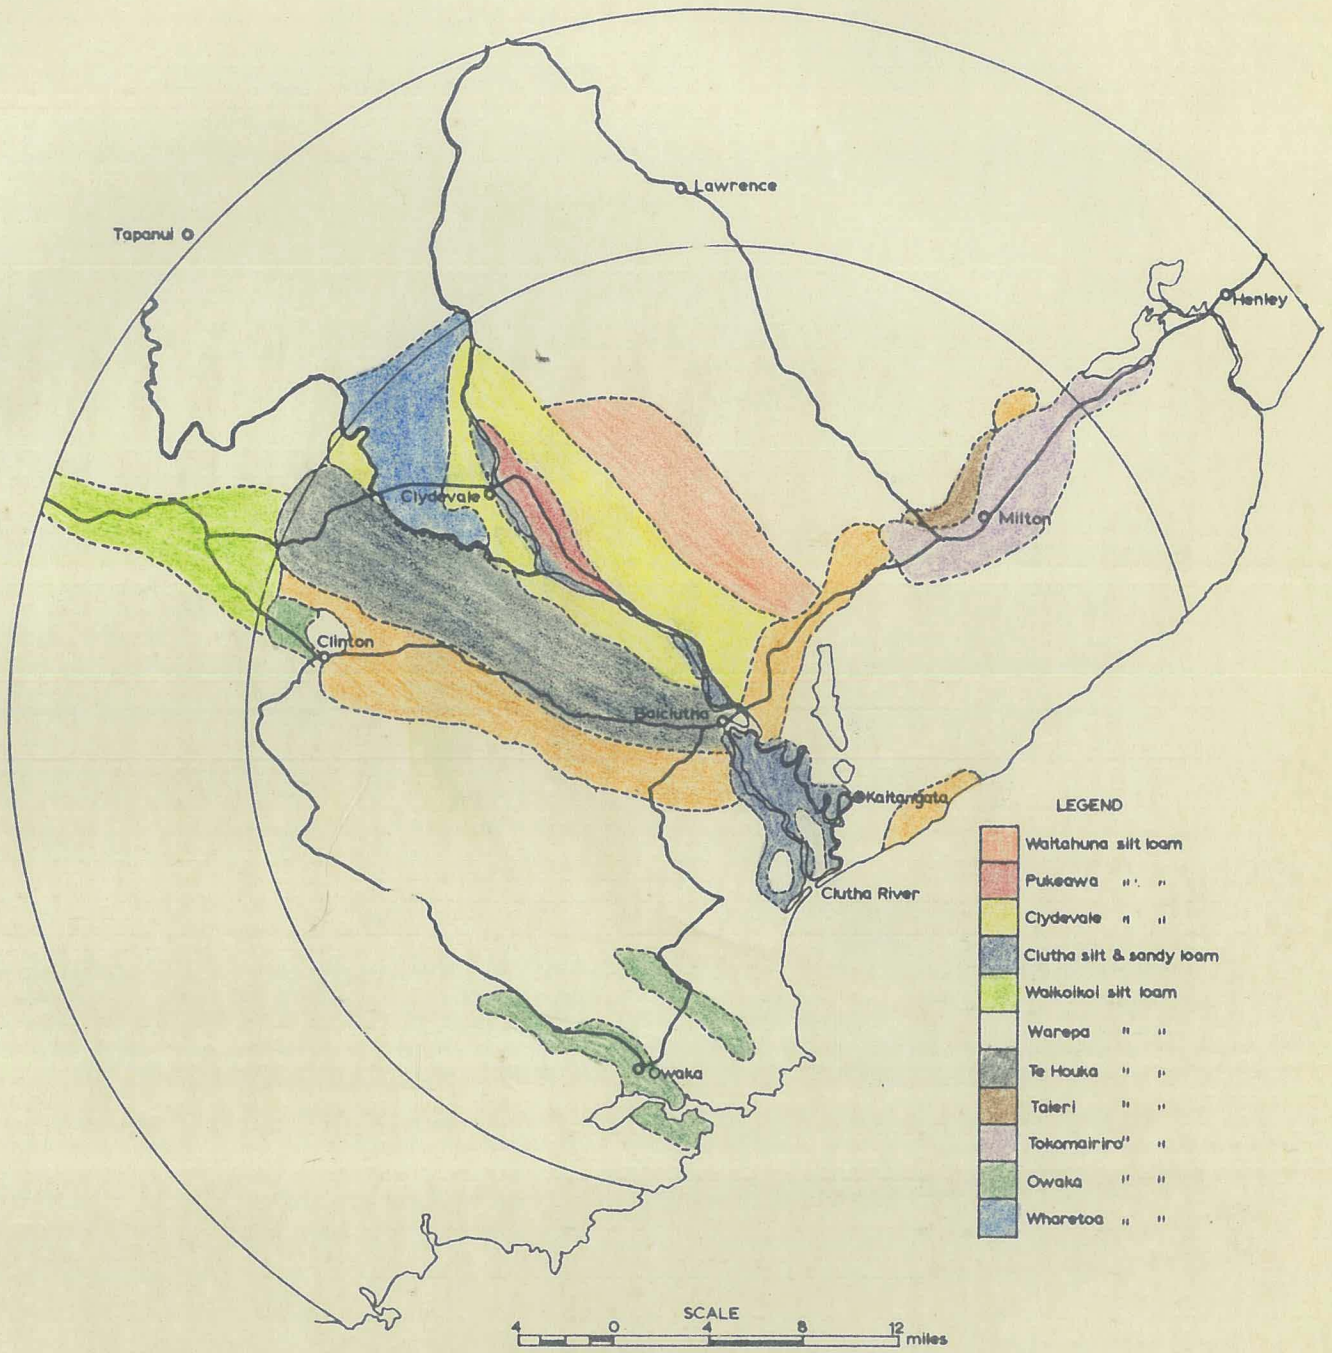 Lawrence
Tapanui
Henley
Clydevale
Milton
Clinton
Balclutha
Kaitangata
Clutha River
Owaka
LEGEND
Waitahuna silt loam
Pukeawa " "
Clydevale " "
Clutha silt & sandy loam
Waikoikoi silt loam
Warepa " "
Te Houka " "
Taieri " "
Tokomairiro " "
Owaka " "
Wharetoa " "
SCALE
4 0 4 8 12 miles